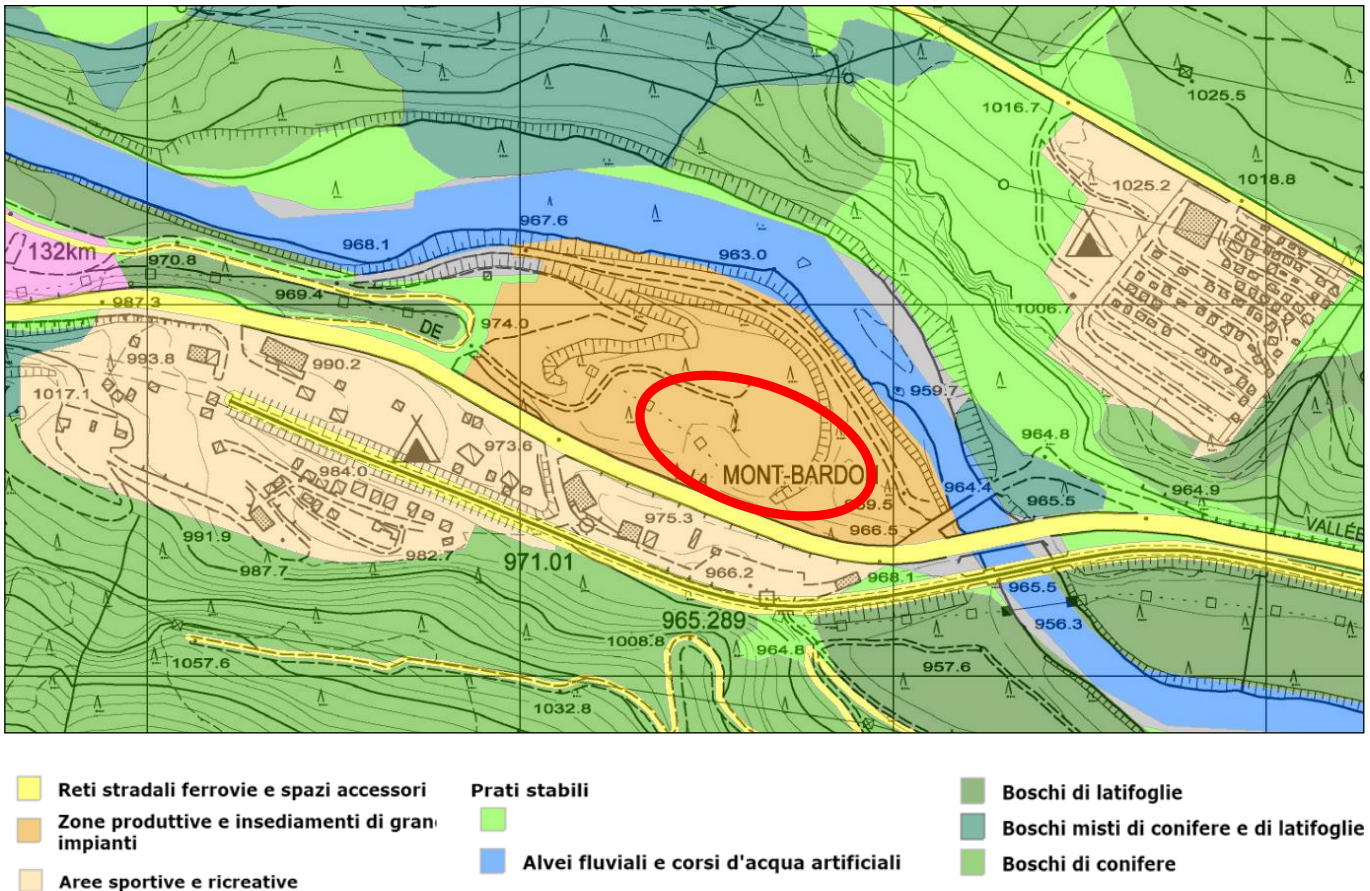 1025.5
1016.7
1025.2
1018.8
967.6
968.1
963.0
132km
970.8
969.4
987.3
DE
974.0
1006.7
993.8
990.2
959.7
1017.1
973.6
964.8
984.0
MONT-BARDON
964.4
965.5
964.9
975.3
966.5
VALLÉE
991.9
982.7
987.7
971.01
966.2
968.1
965.5
965.289
956.3
1008.8
964.8
1057.6
957.6
1032.8
Reti stradali ferrovie e spazi accessori
Zone produttive e insediamenti di gran
impianti
Aree sportive e ricreative
Prati stabili
Alvei fluviali e corsi d'acqua artificiali
Boschi di latifoglie
Boschi misti di conifere e di latifoglie
Boschi di conifere